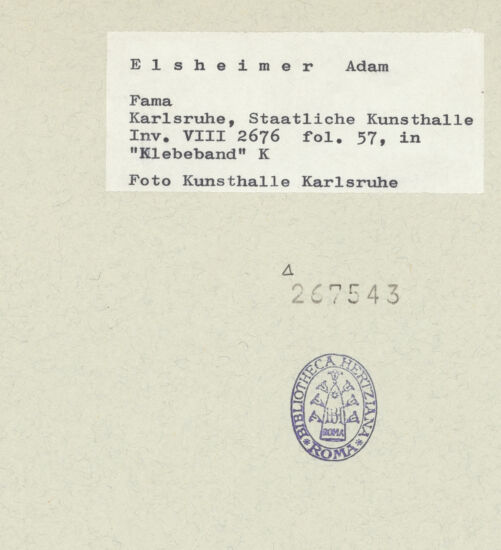 Elsheimer Adam
Fama
Karlsruhe, Staatliche Kunsthalle
Inv. VIII 2676 fol. 57, in
"Klebeband" K
Foto Kunsthalle Karlsruhe
Δ
267543
BIBLIOTHECA HERTZIANA
ROMA
* ROMA *